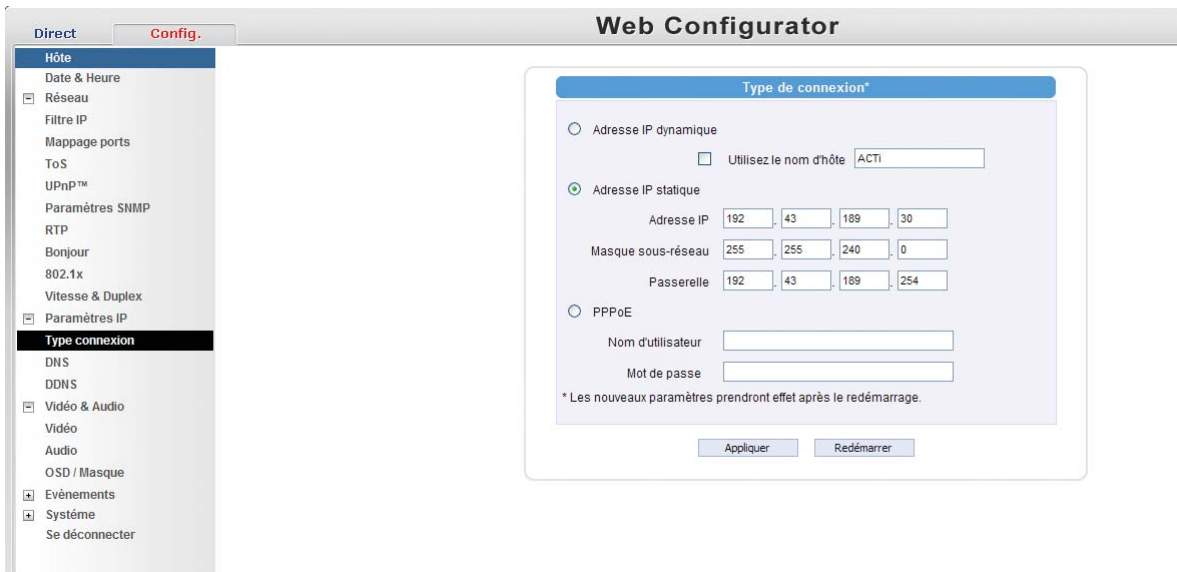 Web Configurator
Direct
Config.
Hôte
Date & Heure
Réseau
Filtre IP
Mappage ports
ToS
UPnP™
Paramètres SNMP
RTP
Bonjour
802.1x
Vitesse & Duplex
Paramètres IP
Type connexion
DNS
DDNS
Vidéo & Audio
Vidéo
Audio
OSD / Masque
Evènements
Systéme
Se déconnecter
Type de connexion*
Adresse IP dynamique
Utilisez le nom d'hôte ACTi
Adresse IP statique
Adresse IP 192 . 43 . 189 . 30
Masque sous-réseau 255 . 255 . 240 . 0
Passerelle 192 . 43 . 189 . 254
PPPoE
Nom d'utilisateur
Mot de passe
* Les nouveaux paramètres prendront effet après le redémarrage.
Appliquer Redémarrer